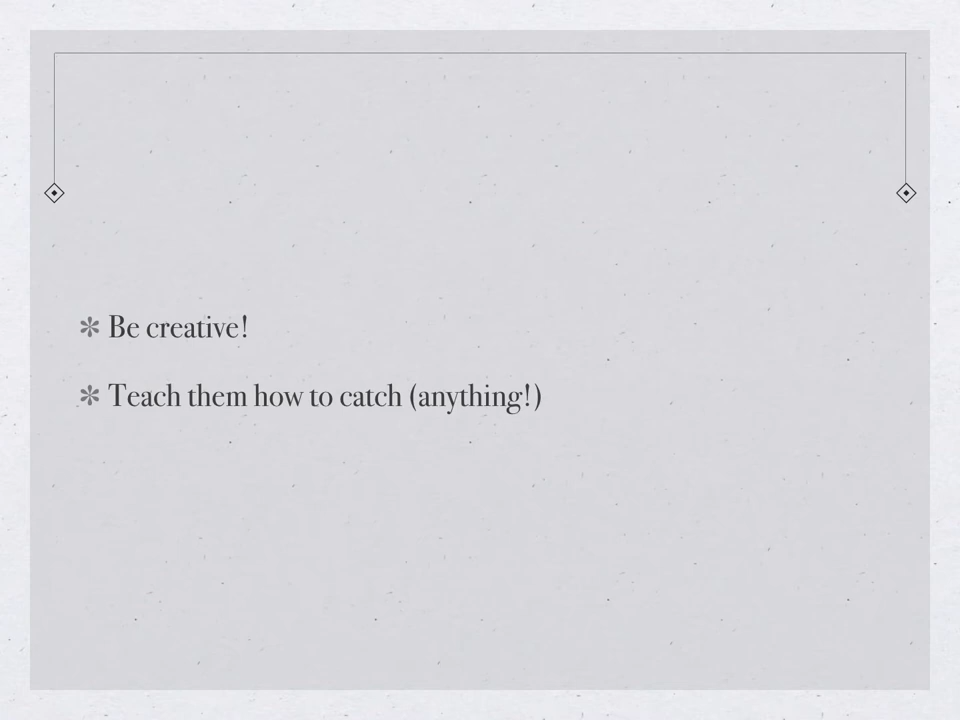 ✻ Be creative!
✻ Teach them how to catch (anything!)